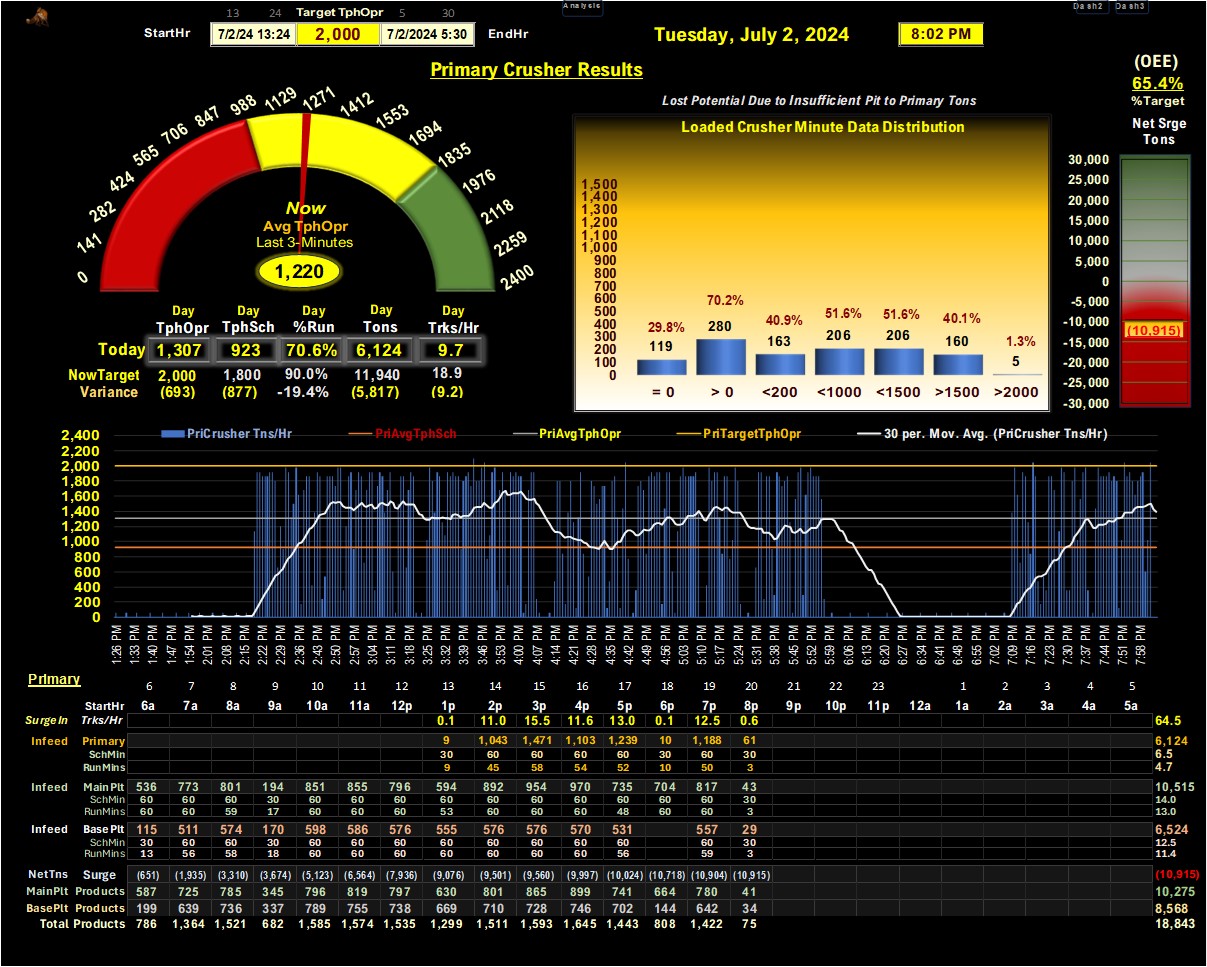 Analysis Dash2 Dash3
13 24 Target TphOpr 5 30
StartHr 7/2/24 13:24 2,000 7/2/2024 5:30 EndHr Tuesday, July 2, 2024 8:02 PM
Primary Crusher Results
(OEE)
65.4%
%Target
Net Srge
Tons
Lost Potential Due to Insufficient Pit to Primary Tons
Loaded Crusher Minute Data Distribution
0 141 282 424 565 706 847 988 1129 1271 1412 1553 1694 1835 1976 2118 2259 2400
Now
Avg TphOpr
Last 3-Minutes
1,220
1,500
1,400
1,300
1,200
1,100
1,000
900
800
700
600
500
400
300
200
100
0
29.8% 70.2% 40.9% 51.6% 51.6% 40.1% 1.3%
119 280 163 206 206 160 5
= 0 > 0 <200 <1000 <1500 >1500 >2000
30,000
25,000
20,000
15,000
10,000
5,000
0
-5,000
-10,000
(10,915)
-15,000
-20,000
-25,000
-30,000
Day Day Day Day Day
TphOpr TphSch %Run Tons Trks/Hr
Today 1,307 923 70.6% 6,124 9.7
NowTarget 2,000 1,800 90.0% 11,940 18.9
Variance (693) (877) -19.4% (5,817) (9.2)
PriCrusher Tns/Hr PriAvgTphSch PriAvgTphOpr PriTargetTphOpr 30 per. Mov. Avg. (PriCrusher Tns/Hr)
2,400
2,200
2,000
1,800
1,600
1,400
1,200
1,000
800
600
400
200
0
1:26 PM 1:33 PM 1:40 PM 1:47 PM 1:54 PM 2:01 PM 2:08 PM 2:15 PM 2:22 PM 2:29 PM 2:36 PM 2:43 PM 2:50 PM 2:57 PM 3:04 PM 3:11 PM 3:18 PM 3:25 PM 3:32 PM 3:39 PM 3:46 PM 3:53 PM 4:00 PM 4:07 PM 4:14 PM 4:21 PM 4:28 PM 4:35 PM 4:42 PM 4:49 PM 4:56 PM 5:03 PM 5:10 PM 5:17 PM 5:24 PM 5:31 PM 5:38 PM 5:45 PM 5:52 PM 5:59 PM 6:06 PM 6:13 PM 6:20 PM 6:27 PM 6:34 PM 6:41 PM 6:48 PM 6:55 PM 7:02 PM 7:09 PM 7:16 PM 7:23 PM 7:30 PM 7:37 PM 7:44 PM 7:51 PM 7:58 PM
Primary
6 7 8 9 10 11 12 13 14 15 16 17 18 19 20 21 22 23 1 2 3 4 5
StartHr 6a 7a 8a 9a 10a 11a 12p 1p 2p 3p 4p 5p 6p 7p 8p 9p 10p 11p 12a 1a 2a 3a 4a 5a
SurgeIn Trks/Hr 0.1 11.0 15.5 11.6 13.0 0.1 12.5 0.6 64.5
Infeed Primary 9 1,043 1,471 1,103 1,239 10 1,188 61 6,124
SchMin 30 60 60 60 60 30 60 30 6.5
RunMins 9 45 58 54 52 10 50 3 4.7
Infeed MainPlt 536 773 801 194 851 855 796 594 892 954 970 735 704 817 43 10,515
SchMin 60 60 60 30 60 60 60 60 60 60 60 60 60 60 30 14.0
RunMins 60 60 59 17 60 60 60 53 60 60 60 48 60 60 3 13.0
Infeed BasePlt 115 511 574 170 598 586 576 555 576 576 570 531 557 29 6,524
SchMin 30 60 60 30 60 60 60 60 60 60 60 60 60 30 12.5
RunMins 13 56 58 18 60 60 60 60 60 60 60 56 59 3 11.4
NetTns Surge (651) (1,935) (3,310) (3,674) (5,123) (6,564) (7,936) (9,076) (9,501) (9,560) (9,997) (10,024) (10,718) (10,904) (10,915) (10,915)
MainPlt Products 587 725 785 345 796 819 797 630 801 865 899 741 664 780 41 10,275
BasePlt Products 199 639 736 337 789 755 738 669 710 728 746 702 144 642 34 8,568
Total Products 786 1,364 1,521 682 1,585 1,574 1,535 1,299 1,511 1,593 1,645 1,443 808 1,422 75 18,843